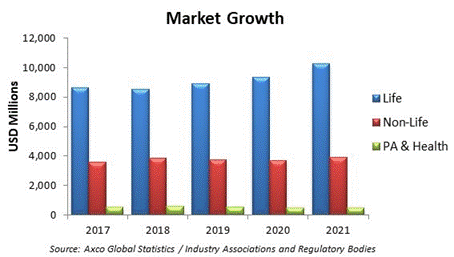 Market Growth
12,000
10,000
8,000
6,000
4,000
2,000
0
USD Millions
2017 2018 2019 2020 2021
Life
Non-Life
PA & Health
Source: Axco Global Statistics / Industry Associations and Regulatory Bodies